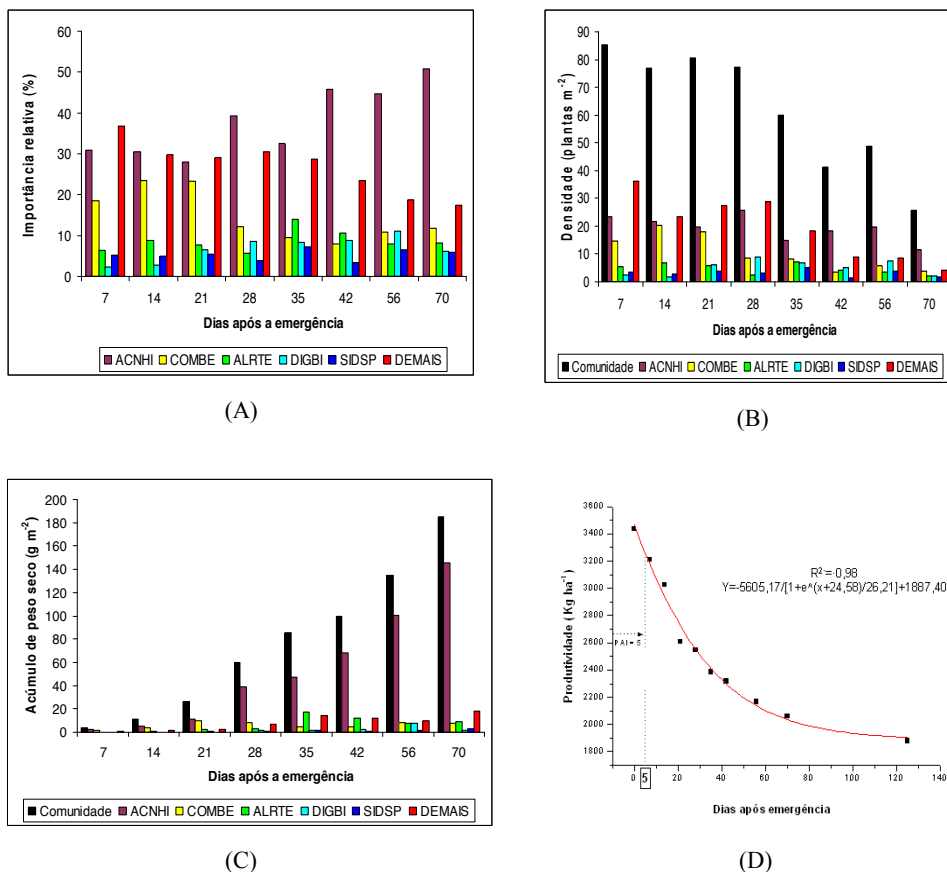 Importância relativa (%)
60
50
40
30
20
10
0
7 14 21 28 35 42 56 70
Dias após a emergência
ACNHI COMBE ALRTE DIGBI SIDSP DEMAIS
(A)
Densidade (plantas m-2)
90
80
70
60
50
40
30
20
10
0
7 14 21 28 35 42 56 70
Dias após a emergência
Comunidade ACNHI COMBE ALRTE DIGBI SIDSP DEMAIS
(B)
Acúmulo de peso seco (g m-2)
200
180
160
140
120
100
80
60
40
20
0
7 14 21 28 35 42 56 70
Dias após a emergência
Comunidade ACNHI COMBE ALRTE DIGBI SIDSP DEMAIS
(C)
Produtividade (Kg ha-1)
3600
3400
3200
3000
2800
2600
2400
2200
2000
1800
R2=0,98
Y=-5605,17/[1+e^(x+24,58)/26,21]+1887,40
PAI= 5
0 20 40 60 80 100 120 140
5
Dias após emergência
(D)